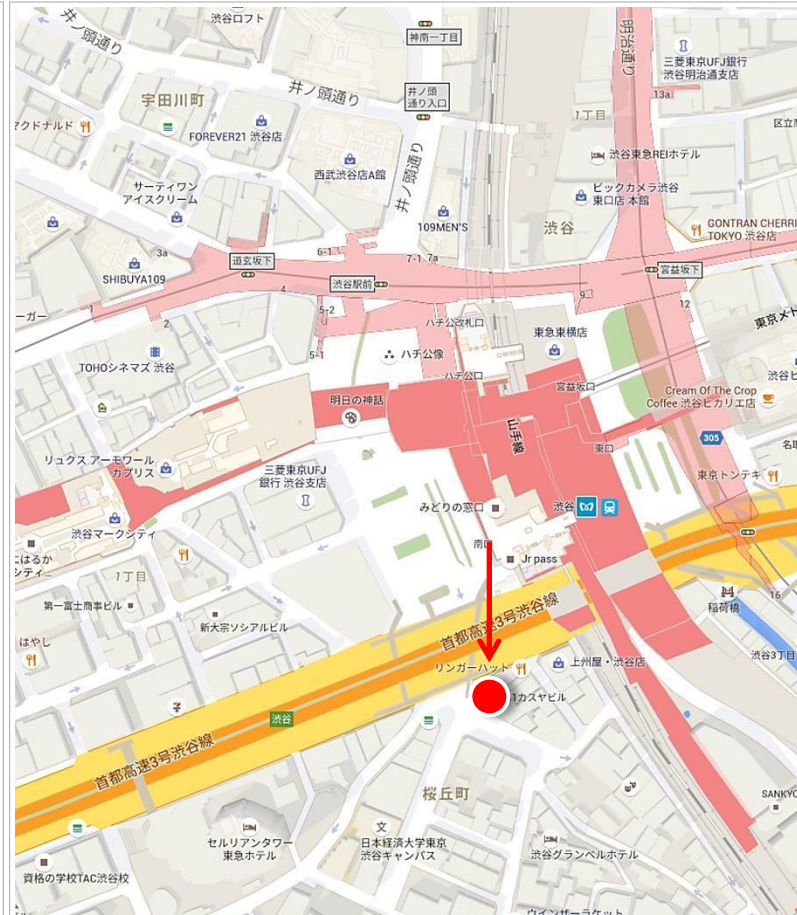 渋谷ロフト
井ノ頭通り
神南一丁目
明治通り
三菱東京UFJ銀行
渋谷明治通支店
13a
宇田川町
井ノ頭通り
井ノ頭
通り入口
1丁目
マクドナルド
FOREVER21 渋谷店
区立
西武渋谷店A館
井ノ頭通り
渋谷東急REIホテル
サーティワン
アイスクリーム
ビックカメラ渋谷
東口店 本館
109MEN'S
渋谷
GONTRAN CHERRI
TOKYO 渋谷店
3a
道玄坂下
6-1
7-1
7a
SHIBUYA109
渋谷駅前
宮益坂下
4
9
1
2
5-2
12
ーガー
ハチ公改札口
東急東横店
東京メト
5-1
ハチ公像
TOHOシネマズ 渋谷
ハチ公口
渋谷ヒ
宮益坂口
明日の神話
Cream Of The Crop
Coffee 渋谷ヒカリエ店
山手線
東口
305
リュクス アーモワール
カプリス
三菱東京UFJ
銀行 渋谷支店
東京トンテキ
みどりの窓口
渋谷
渋谷マークシティ
南口
にはるか
シティ…
Jr pass
1丁目
16
稲荷橋
第一富士商事ビル
新大宗ソシアルビル
首都高速3号渋谷線
はやし
渋谷3丁目
リンガーハット
上州屋・渋谷店
1カスヤビル
渋谷
首都高速3号渋谷線
桜丘町
SANKYO
セルリアンタワー
東急ホテル
日本経済大学東京
渋谷キャンパス
渋谷グランベルホテル
資格の学校TAC渋谷校
ウインザーラケット